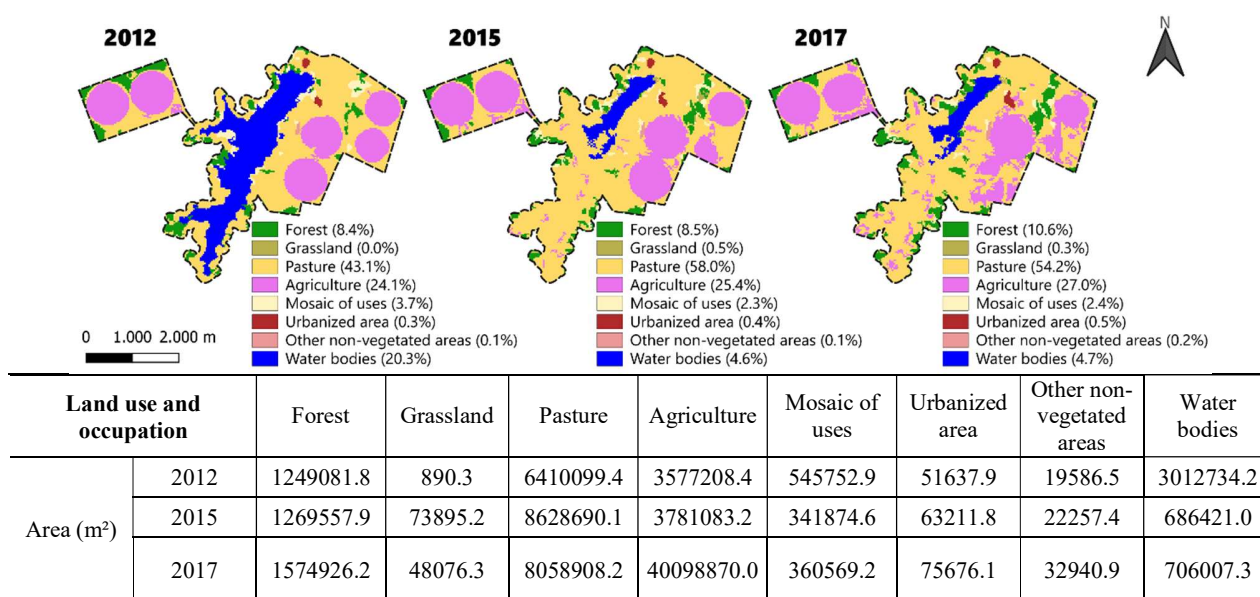 2012
2015
2017
N
Forest (8.4%)
Grassland (0.0%)
Pasture (43.1%)
Agriculture (24.1%)
Mosaic of uses (3.7%)
Urbanized area (0.3%)
Other non-vegetated areas (0.1%)
Water bodies (20.3%)
Forest (8.5%)
Grassland (0.5%)
Pasture (58.0%)
Agriculture (25.4%)
Mosaic of uses (2.3%)
Urbanized area (0.4%)
Other non-vegetated areas (0.1%)
Water bodies (4.6%)
Forest (10.6%)
Grassland (0.3%)
Pasture (54.2%)
Agriculture (27.0%)
Mosaic of uses (2.4%)
Urbanized area (0.5%)
Other non-vegetated areas (0.2%)
Water bodies (4.7%)
0 1.000 2.000 m
Land use and occupation Forest Grassland Pasture Agriculture Mosaic of uses Urbanized area Other non-vegetated areas Water bodies
Area (m²)
2012 1249081.8 890.3 6410099.4 3577208.4 545752.9 51637.9 19586.5 3012734.2
2015 1269557.9 73895.2 8628690.1 3781083.2 341874.6 63211.8 22257.4 686421.0
2017 1574926.2 48076.3 8058908.2 40098870.0 360569.2 75676.1 32940.9 706007.3